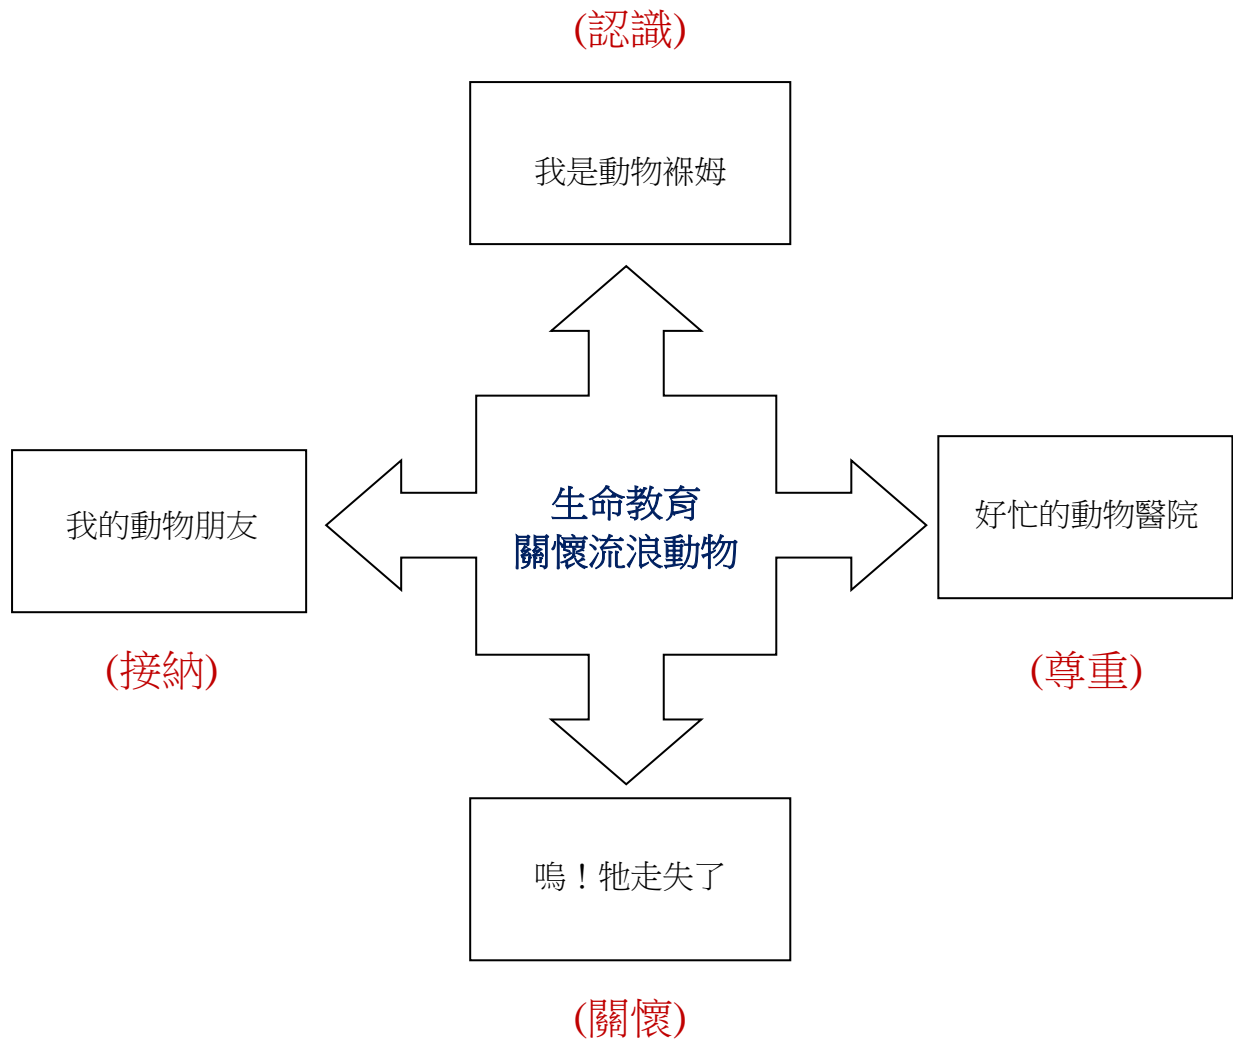 (認識)
我是動物褓姆
我的動物朋友
生命教育
關懷流浪動物
好忙的動物醫院
(接納)
(尊重)
嗚！牠走失了
(關懷)